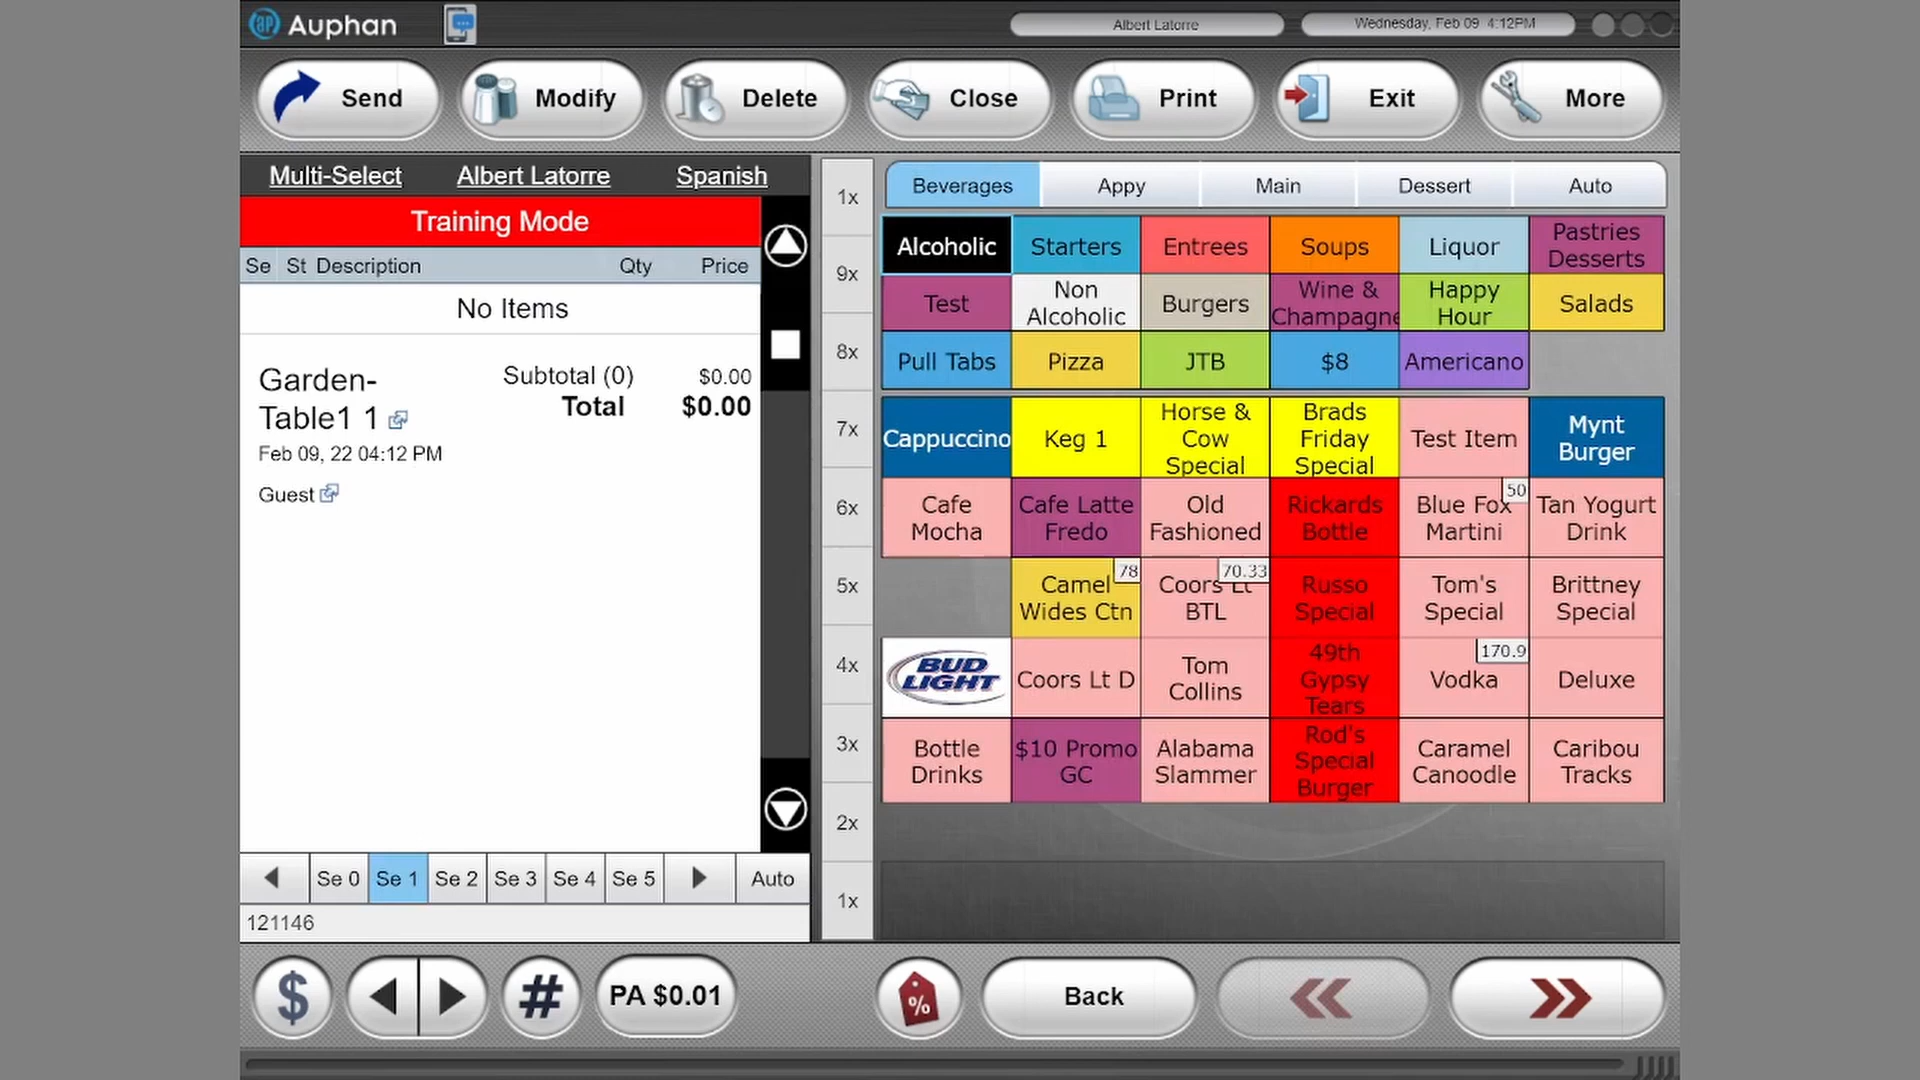 Auphan
Albert Latorre
Wednesday, Feb 09 4:12PM
Send
Modify
Delete
Close
Print
Exit
More
Multi-Select
Albert Latorre
Spanish
Training Mode
Se St Description Qty Price
No Items
Garden-
Table1 1
Feb 09, 22 04:12 PM
Guest
Subtotal (0) $0.00
Total $0.00
Se 0 Se 1 Se 2 Se 3 Se 4 Se 5 Auto
121146
1x
9x
8x
7x
6x
5x
4x
3x
2x
1x
Beverages Appy Main Dessert Auto
Alcoholic
Starters
Entrees
Soups
Liquor
Pastries
Desserts
Test
Non
Alcoholic
Burgers
Wine &
Champagne
Happy
Hour
Salads
Pull Tabs
Pizza
JTB
$8
Americano
Cappuccino
Keg 1
Horse &
Cow
Special
Brads
Friday
Special
Test Item
Mynt
Burger
Cafe
Mocha
Cafe Latte
Fredo
Old
Fashioned
Rickards
Bottle
50
Blue Fox
Martini
Tan Yogurt
Drink
78
Camel
Wides Ctn
70.33
Coors Lt
BTL
Russo
Special
Tom's
Special
Brittney
Special
BUD
LIGHT
Coors Lt D
Tom
Collins
49th
Gypsy
Tears
170.9
Vodka
Deluxe
Bottle
Drinks
$10 Promo
GC
Alabama
Slammer
Rod's
Special
Burger
Caramel
Canoodle
Caribou
Tracks
$
#
PA $0.01
%
Back